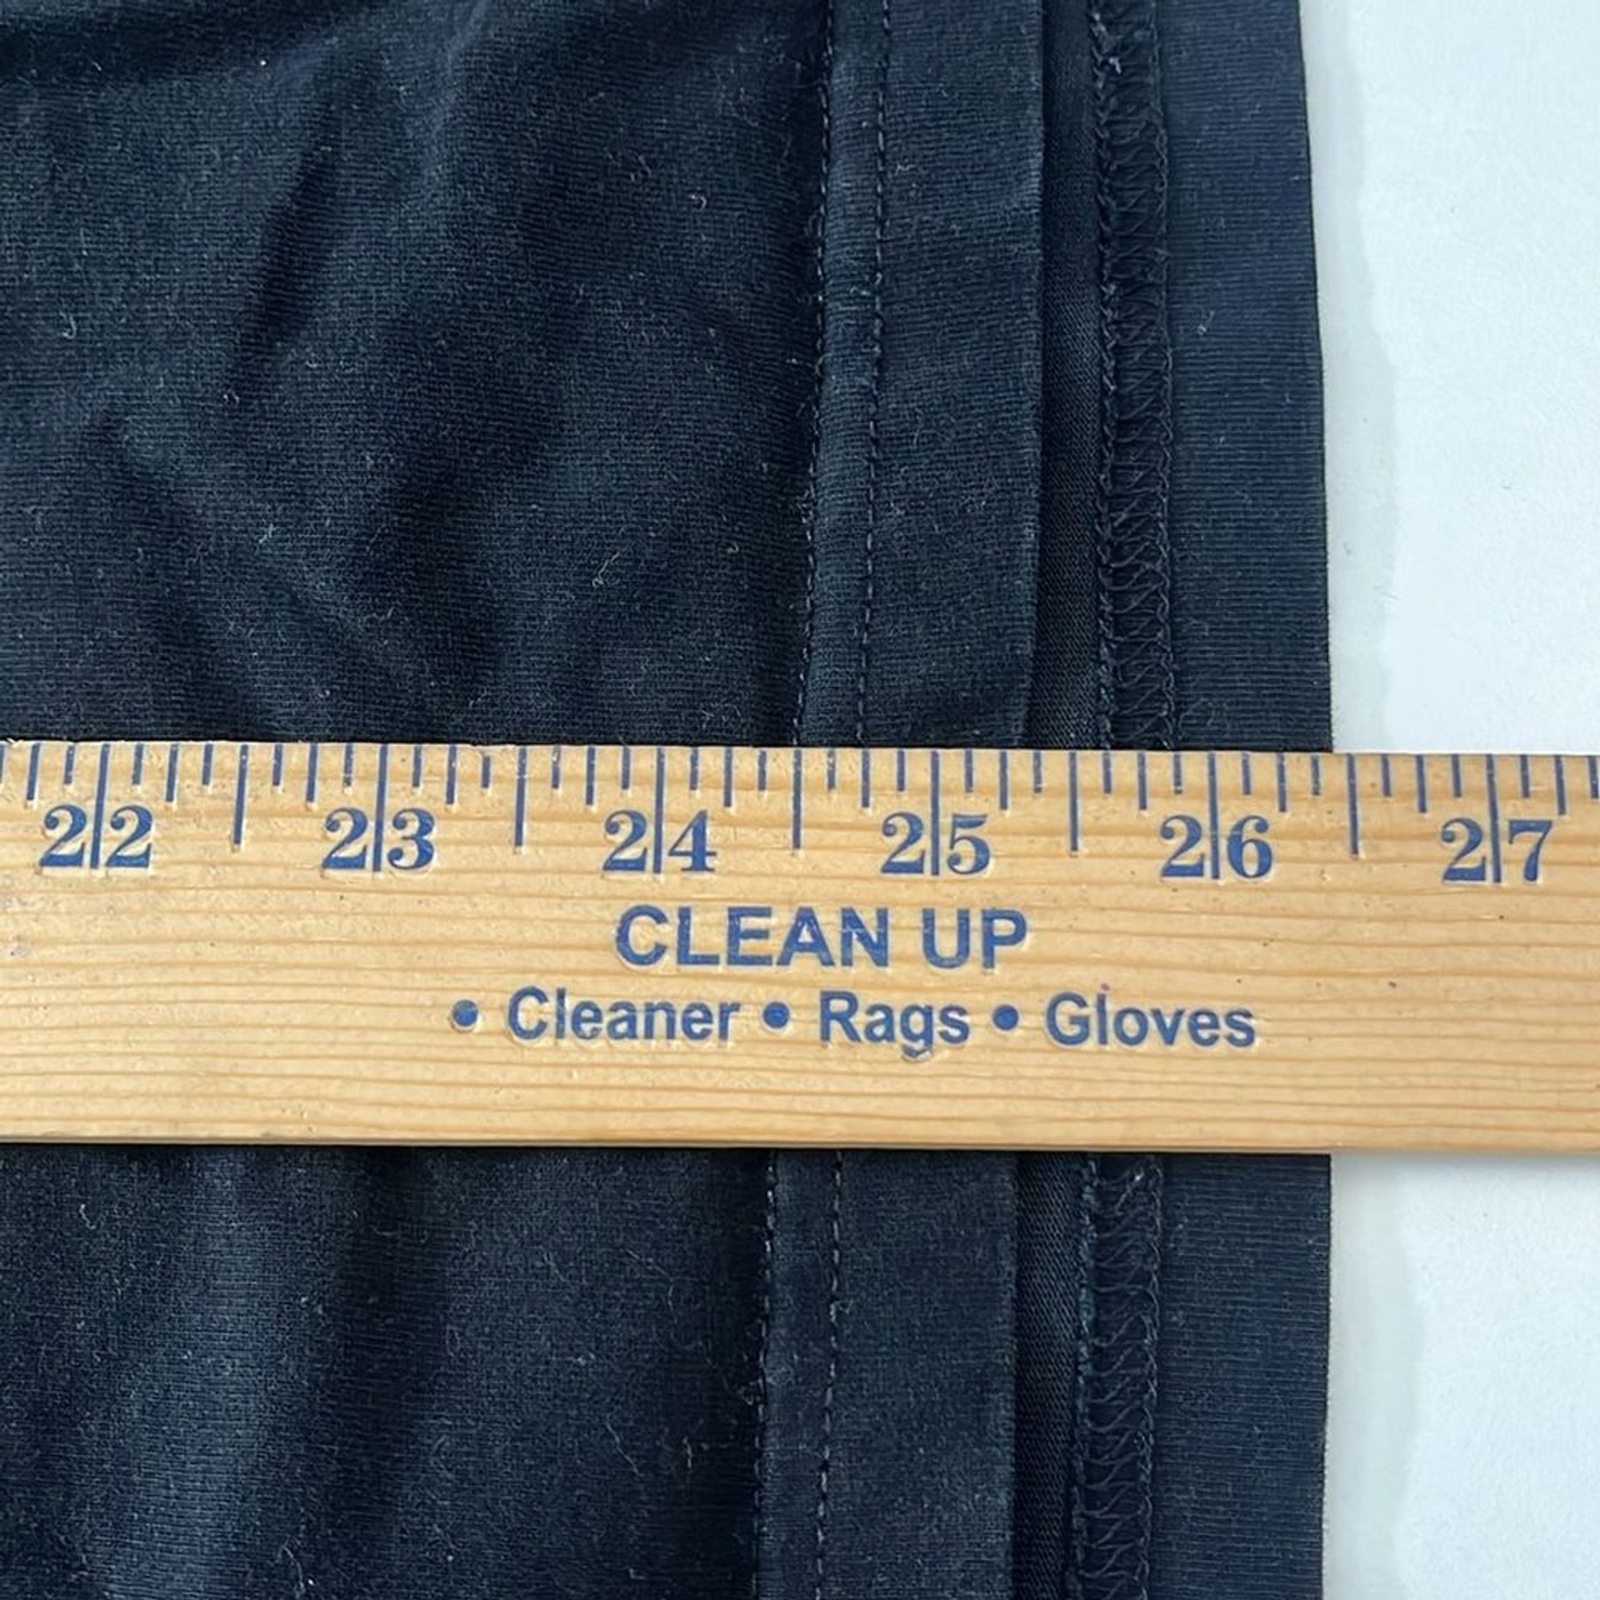 22 23 24 25 26 27
CLEAN UP
• Cleaner • Rags • Gloves